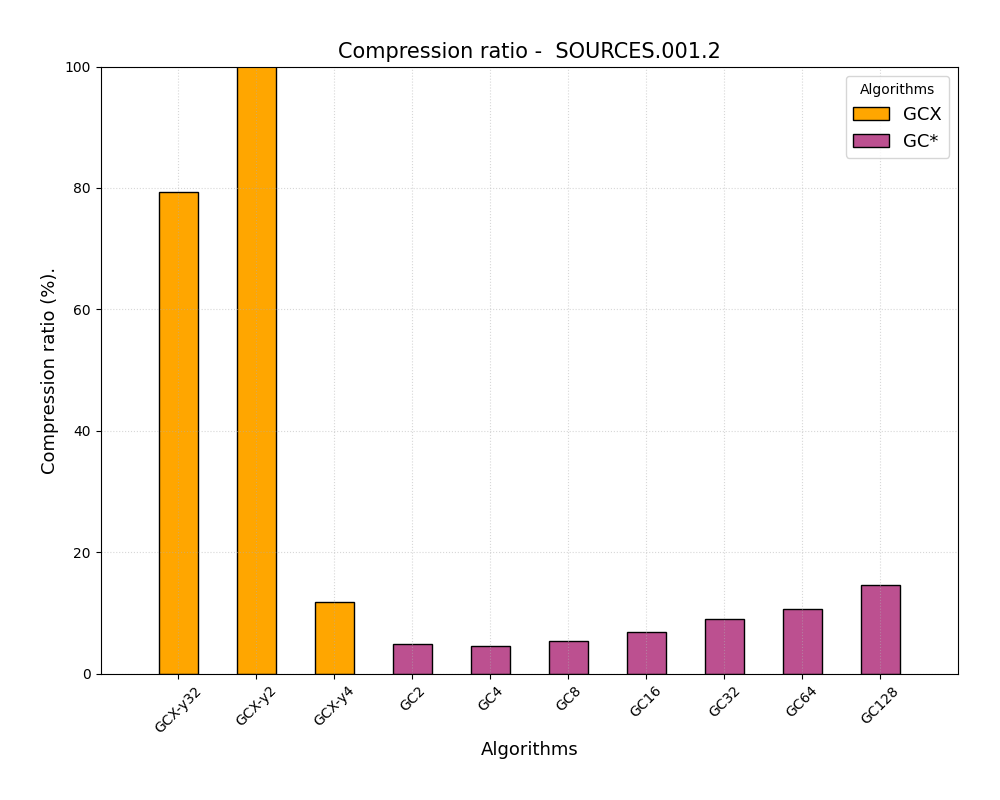 Compression ratio -  SOURCES.001.2
Algorithms
GCX
GC*
Compression ratio (%).
100
80
60
40
20
0
GCX-y32
GCX-y2
GCX-y4
GC2
GC4
GC8
GC16
GC32
GC64
GC128
Algorithms